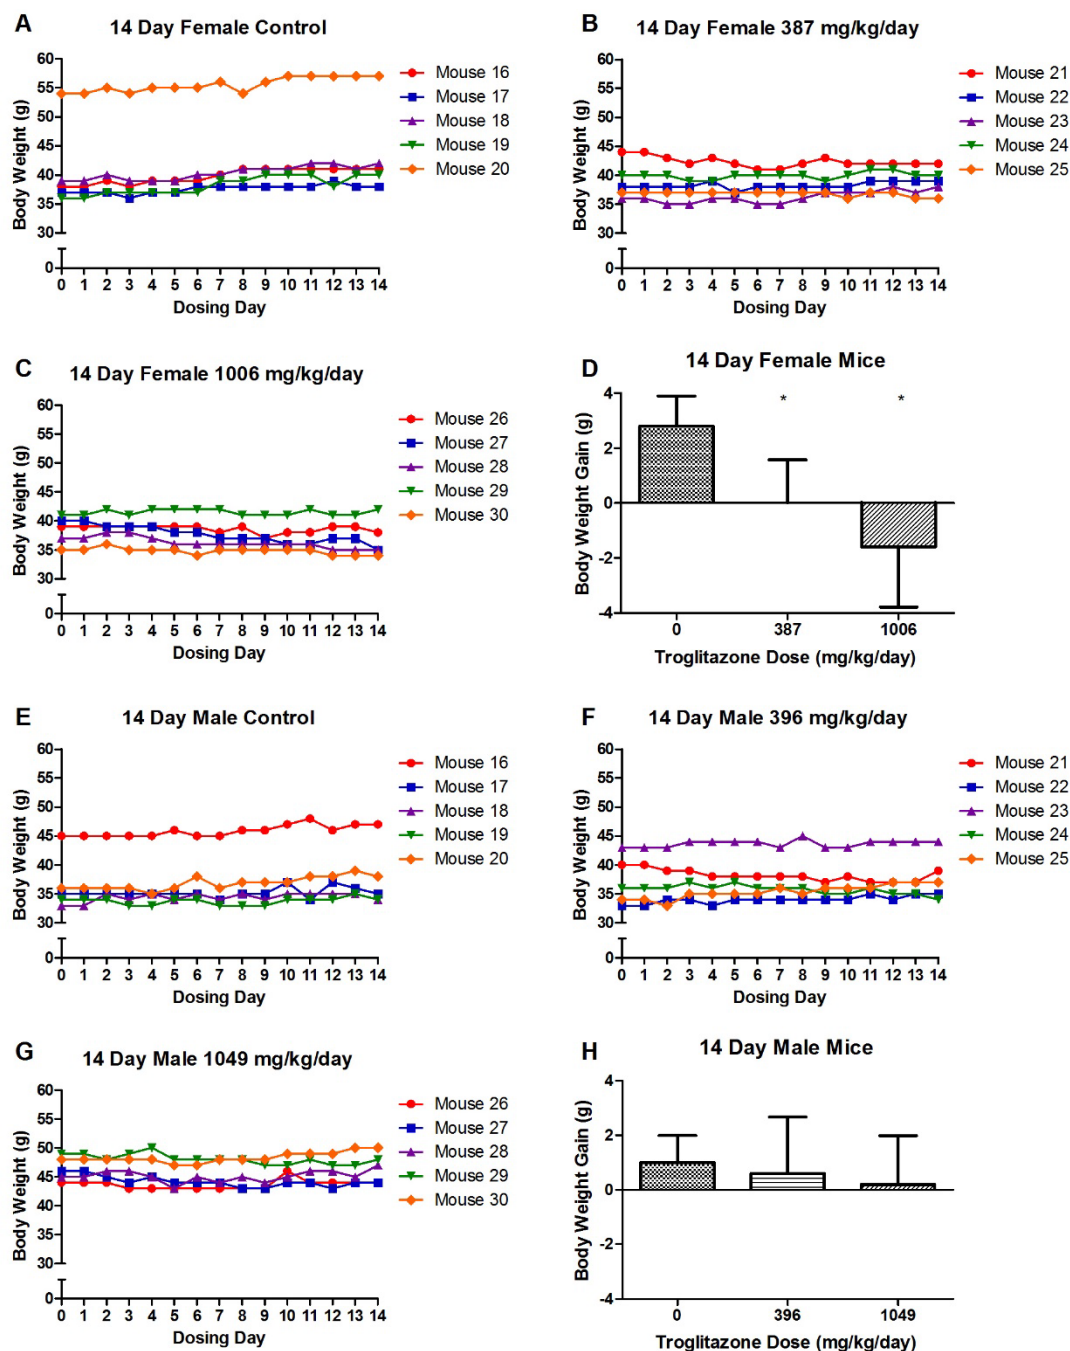 A
14 Day Female Control
Body Weight (g)
60
55
50
45
40
35
30
0
0 1 2 3 4 5 6 7 8 9 10 11 12 13 14
Dosing Day
Mouse 16
Mouse 17
Mouse 18
Mouse 19
Mouse 20
B
14 Day Female 387 mg/kg/day
Body Weight (g)
60
55
50
45
40
35
30
0
0 1 2 3 4 5 6 7 8 9 10 11 12 13 14
Dosing Day
Mouse 21
Mouse 22
Mouse 23
Mouse 24
Mouse 25
C
14 Day Female 1006 mg/kg/day
Body Weight (g)
60
55
50
45
40
35
30
0
0 1 2 3 4 5 6 7 8 9 10 11 12 13 14
Dosing Day
Mouse 26
Mouse 27
Mouse 28
Mouse 29
Mouse 30
D
14 Day Female Mice
Body Weight Gain (g)
4
2
0
-2
-4
* *
0 387 1006
Troglitazone Dose (mg/kg/day)
E
14 Day Male Control
Body Weight (g)
60
55
50
45
40
35
30
0
0 1 2 3 4 5 6 7 8 9 10 11 12 13 14
Dosing Day
Mouse 16
Mouse 17
Mouse 18
Mouse 19
Mouse 20
F
14 Day Male 396 mg/kg/day
Body Weight (g)
60
55
50
45
40
35
30
0
0 1 2 3 4 5 6 7 8 9 10 11 12 13 14
Dosing Day
Mouse 21
Mouse 22
Mouse 23
Mouse 24
Mouse 25
G
14 Day Male 1049 mg/kg/day
Body Weight (g)
60
55
50
45
40
35
30
0
0 1 2 3 4 5 6 7 8 9 10 11 12 13 14
Dosing Day
Mouse 26
Mouse 27
Mouse 28
Mouse 29
Mouse 30
H
14 Day Male Mice
Body Weight Gain (g)
4
2
0
-2
-4
0 396 1049
Troglitazone Dose (mg/kg/day)